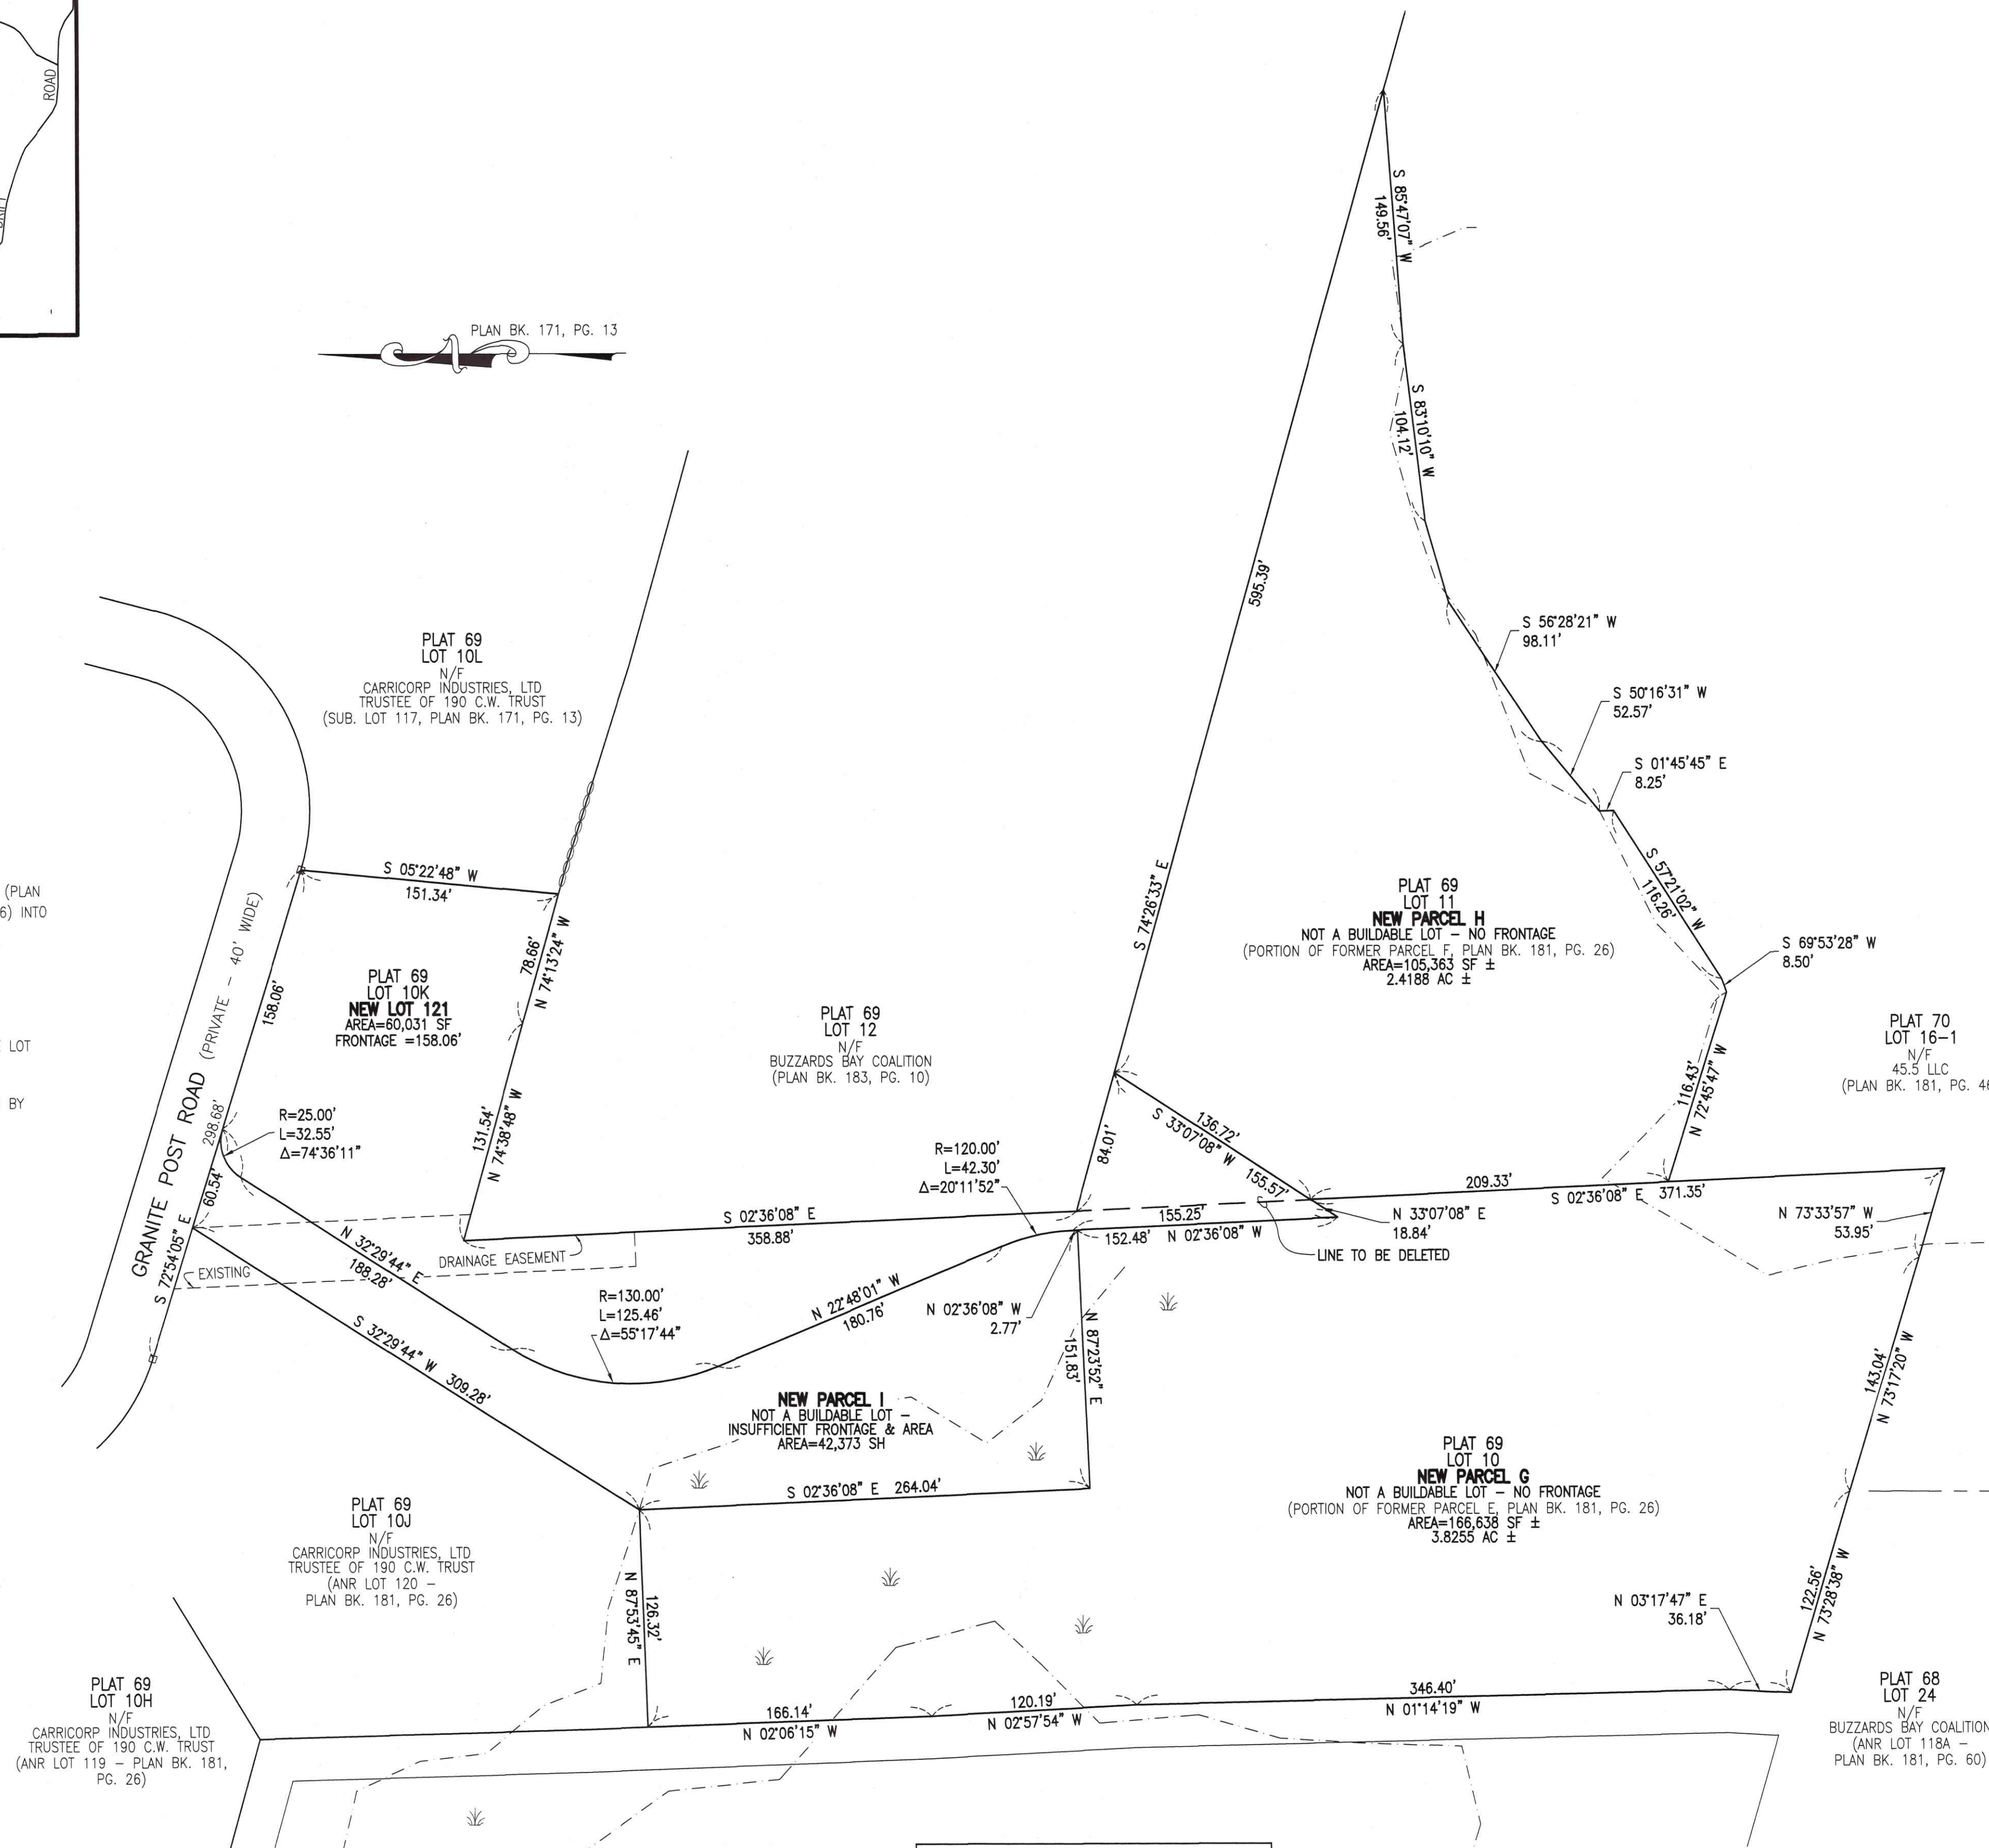 ROAD
PLAN BK. 171, PG. 13
S 85°47'07" W
149.56'
S 83°10'10" W
104.12'
595.39'
S 74°26'33" E
S 56°28'21" W
98.11'
S 50°16'31" W
52.57'
S 01°45'45" E
8.25'
S 57°21'02" W
116.26'
S 69°53'28" W
8.50'
116.43'
N 72°45'47" W
PLAT 69
LOT 10L
N/F
CARRICORP INDUSTRIES, LTD
TRUSTEE OF 190 C.W. TRUST
(SUB. LOT 117, PLAN BK. 171, PG. 13)
(PLAN
6) INTO
LOT
BY
S 05°22'48" W
151.34'
GRANITE POST ROAD (PRIVATE - 40' WIDE)
158.06'
298.68'
60.54'
S 72°54'05" E
PLAT 69
LOT 10K
NEW LOT 121
AREA=60,031 SF
FRONTAGE =158.06'
78.66'
N 74°13'24" W
131.54'
N 74°38'48" W
R=25.00'
L=32.55'
Δ=74°36'11"
PLAT 69
LOT 12
N/F
BUZZARDS BAY COALITION
(PLAN BK. 183, PG. 10)
PLAT 69
LOT 11
NEW PARCEL H
NOT A BUILDABLE LOT – NO FRONTAGE
(PORTION OF FORMER PARCEL F, PLAN BK. 181, PG. 26)
AREA=105,363 SF ±
2.4188 AC ±
PLAT 70
LOT 16-1
N/F
45.5 LLC
(PLAN BK. 181, PG. 46
R=120.00'
L=42.30'
Δ=20°11'52"
84.01'
136.72'
S 33°07'08" W
155.57'
209.33'
S 02°36'08" E 371.35'
N 33°07'08" E
18.84'
N 73°33'57" W
53.95'
S 02°36'08" E
358.88'
155.25'
152.48' N 02°36'08" W
LINE TO BE DELETED
DRAINAGE EASEMENT
EXISTING
N 32°29'44" E
188.28'
R=130.00'
L=125.46'
Δ=55°17'44"
N 22°48'01" W
180.76'
N 02°36'08" W
2.77'
N 87°23'52" E
151.83'
S 32°29'44" W 309.28'
143.04'
N 73°17'20" W
NEW PARCEL I
NOT A BUILDABLE LOT –
INSUFFICIENT FRONTAGE & AREA
AREA=42,373 SH
S 02°36'08" E 264.04'
PLAT 69
LOT 10
NEW PARCEL G
NOT A BUILDABLE LOT – NO FRONTAGE
(PORTION OF FORMER PARCEL E, PLAN BK. 181, PG. 26)
AREA=166,638 SF ±
3.8255 AC ±
PLAT 69
LOT 10J
N/F
CARRICORP INDUSTRIES, LTD
TRUSTEE OF 190 C.W. TRUST
(ANR LOT 120 –
PLAN BK. 181, PG. 26)
126.32'
N 87°53'45" E
122.56'
N 73°28'38" W
N 03°17'47" E
36.18'
166.14'
N 02°06'15" W
120.19'
N 02°57'54" W
346.40'
N 01°14'19" W
PLAT 69
LOT 10H
N/F
CARRICORP INDUSTRIES, LTD
TRUSTEE OF 190 C.W. TRUST
(ANR LOT 119 – PLAN BK. 181,
PG. 26)
PLAT 68
LOT 24
N/F
BUZZARDS BAY COALITION
(ANR LOT 118A –
PLAN BK. 181, PG. 60)